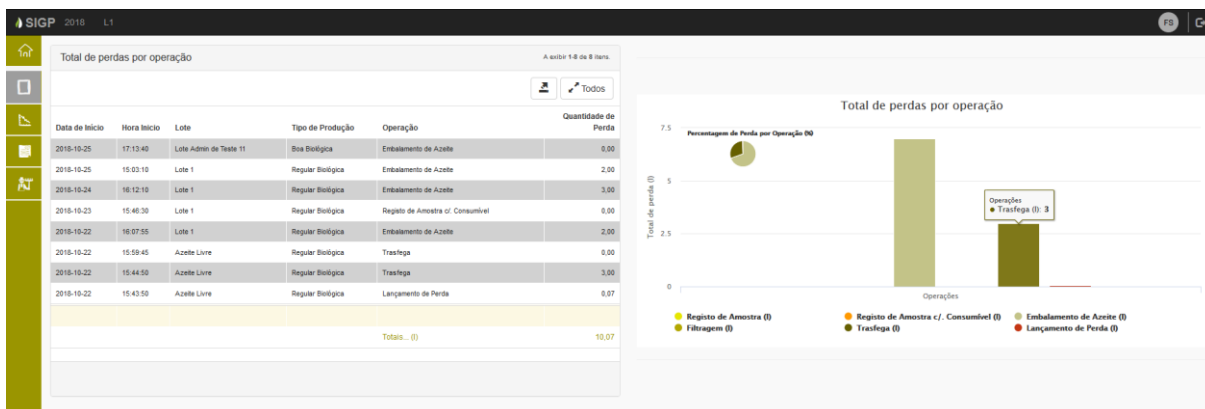 SIGP 2018 L1 FS
Total de perdas por operação A exibir 1-8 de 8 itens.
Todos
Data de Início Hora Início Lote Tipo de Produção Operação Quantidade de Perda
2018-10-25 17:13:40 Lote Admin de Teste 11 Boa Biológica Embalamento de Azeite 0,00
2018-10-25 15:03:10 Lote 1 Regular Biológica Embalamento de Azeite 2,00
2018-10-24 16:12:10 Lote 1 Regular Biológica Embalamento de Azeite 3,00
2018-10-23 15:46:30 Lote 1 Regular Biológica Registo de Amostra c/. Consumível 0,00
2018-10-22 16:07:55 Lote 1 Regular Biológica Embalamento de Azeite 2,00
2018-10-22 15:59:45 Azeite Livre Regular Biológica Trasfega 0,00
2018-10-22 15:44:50 Azeite Livre Regular Biológica Trasfega 3,00
2018-10-22 15:43:50 Azeite Livre Regular Biológica Lançamento de Perda 0,07
Totais... (l) 10,07
Total de perdas por operação
Percentagem de Perda por Operação (%)
Total de perda (l)
7.5
5
2.5
0
Operações
Trasfega (l): 3
Operações
Registo de Amostra (l) Registo de Amostra c/. Consumível (l) Embalamento de Azeite (l)
Filtragem (l) Trasfega (l) Lançamento de Perda (l)